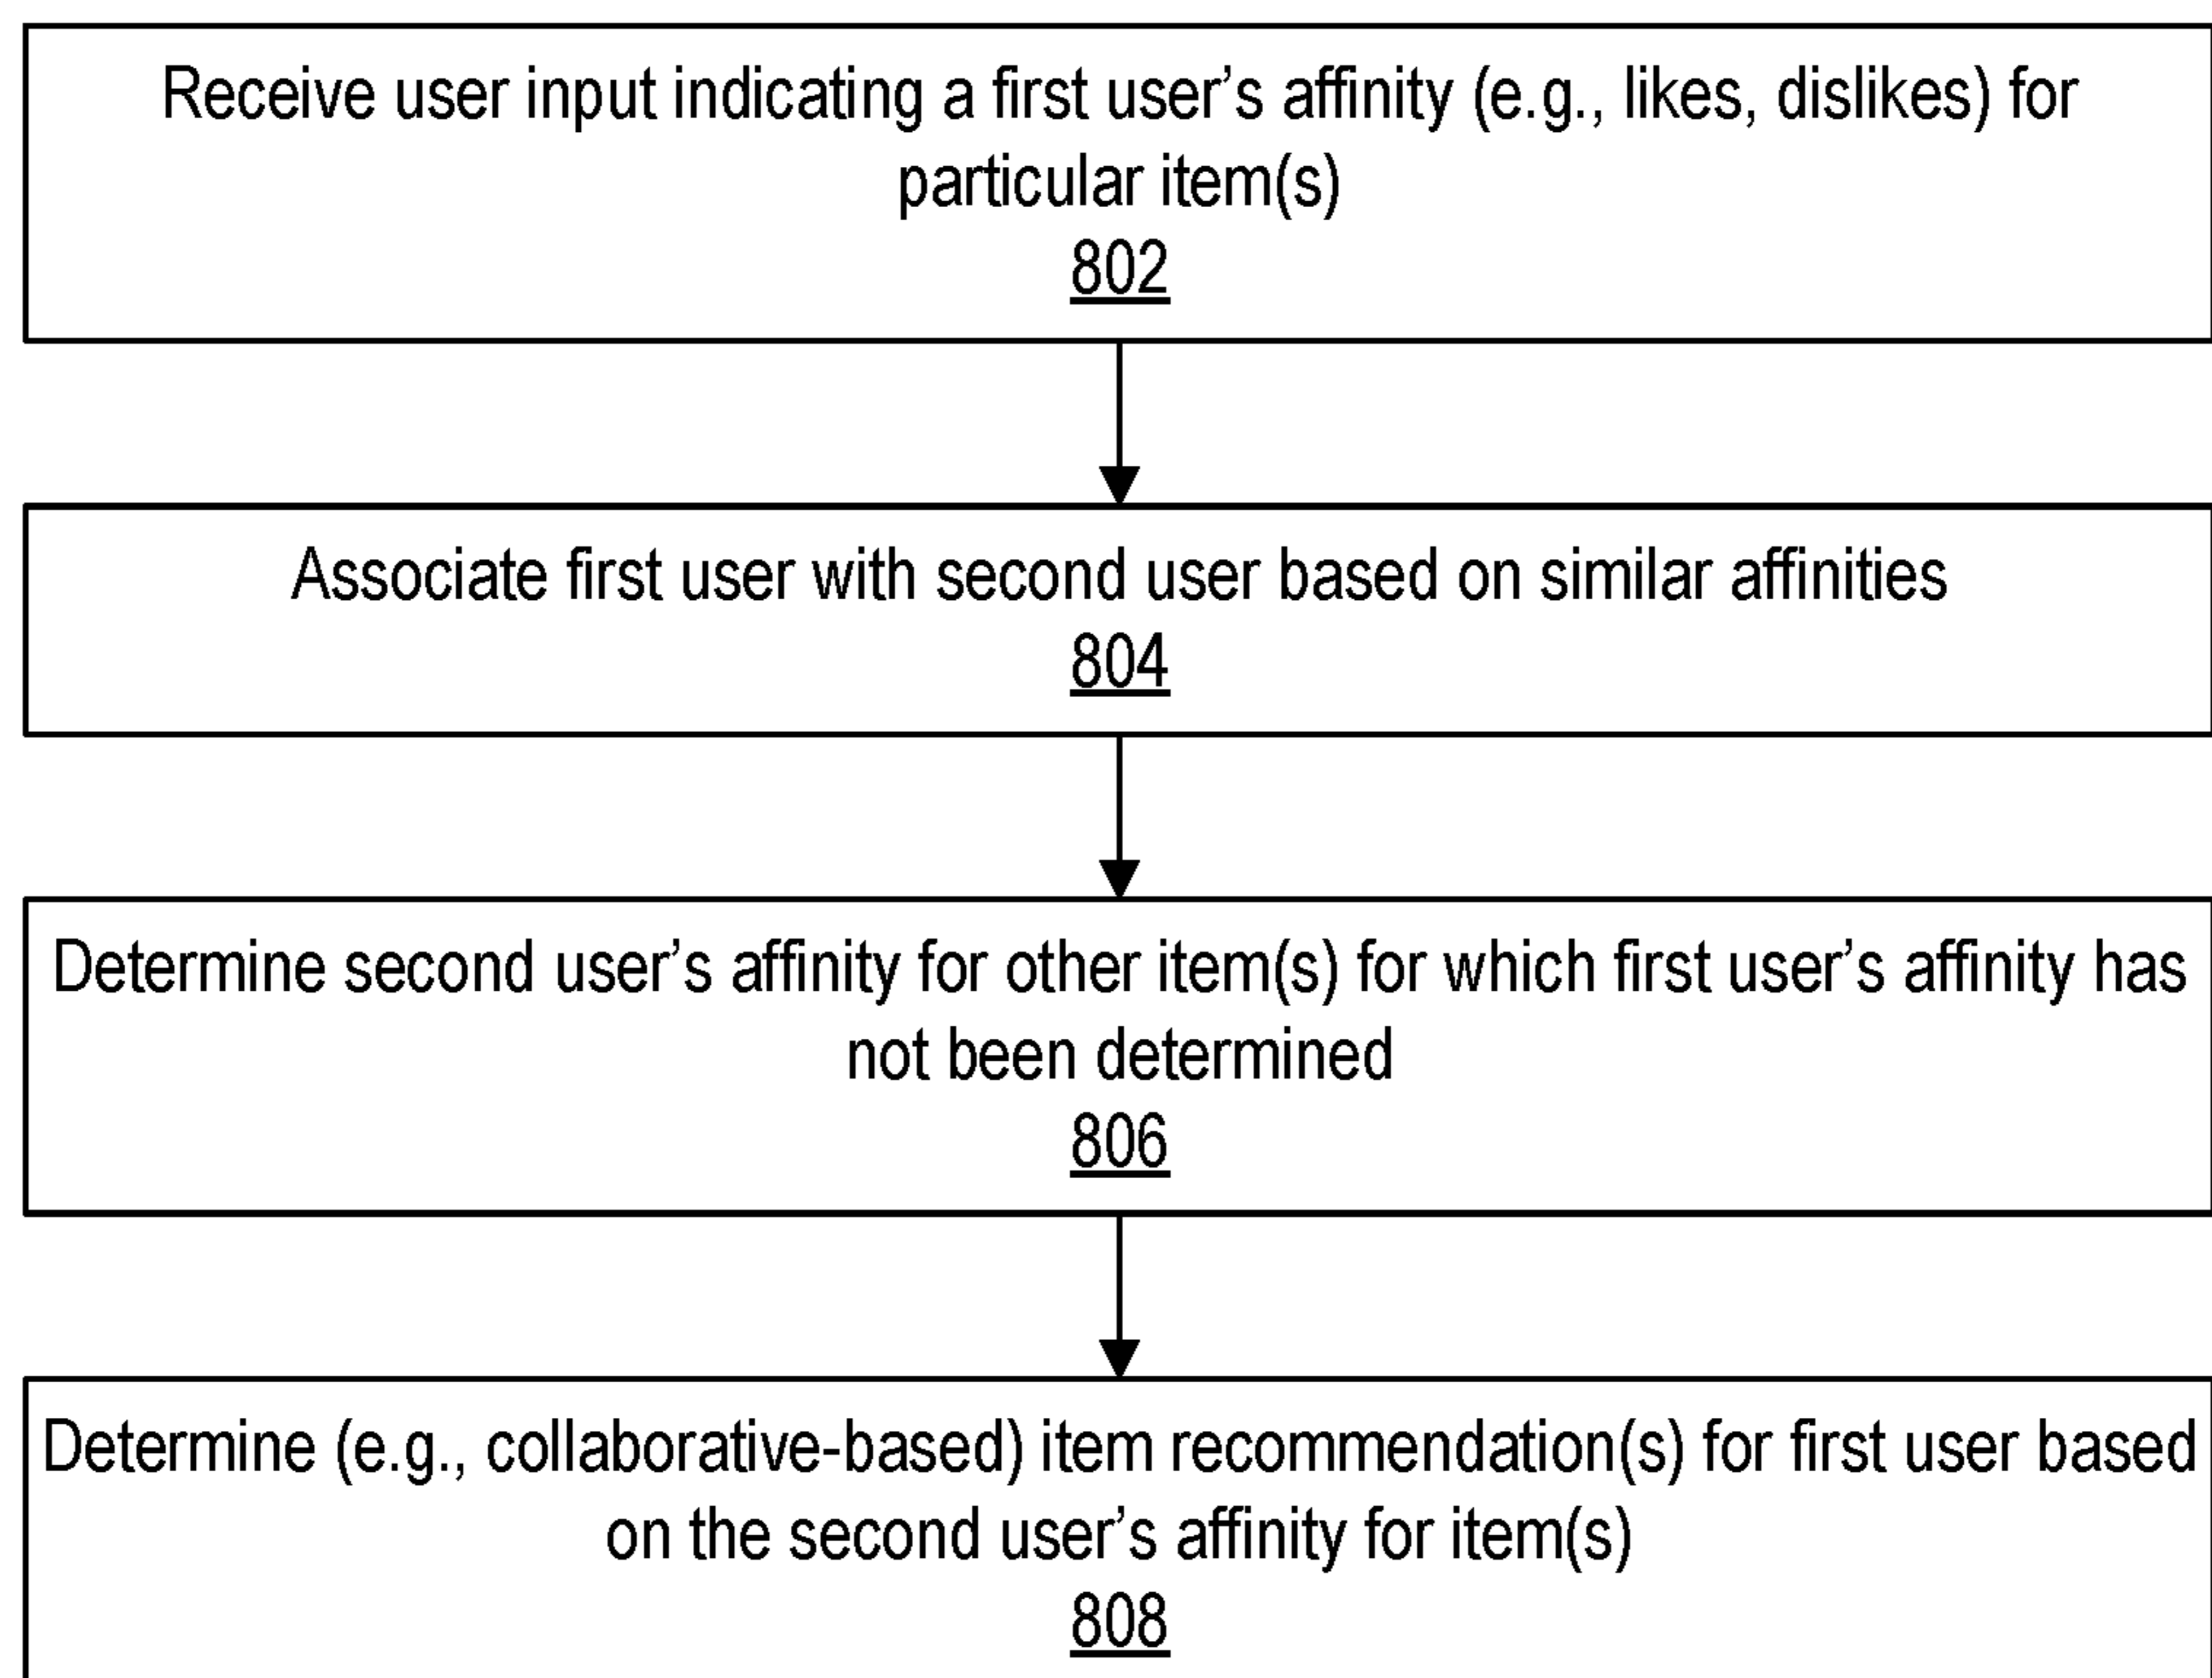 Receive user input indicating a first user’s affinity (e.g., likes, dislikes) for
particular item(s)
802
Associate first user with second user based on similar affinities
804
Determine second user’s affinity for other item(s) for which first user’s affinity has
not been determined
806
Determine (e.g., collaborative-based) item recommendation(s) for first user based
on the second user’s affinity for item(s)
808